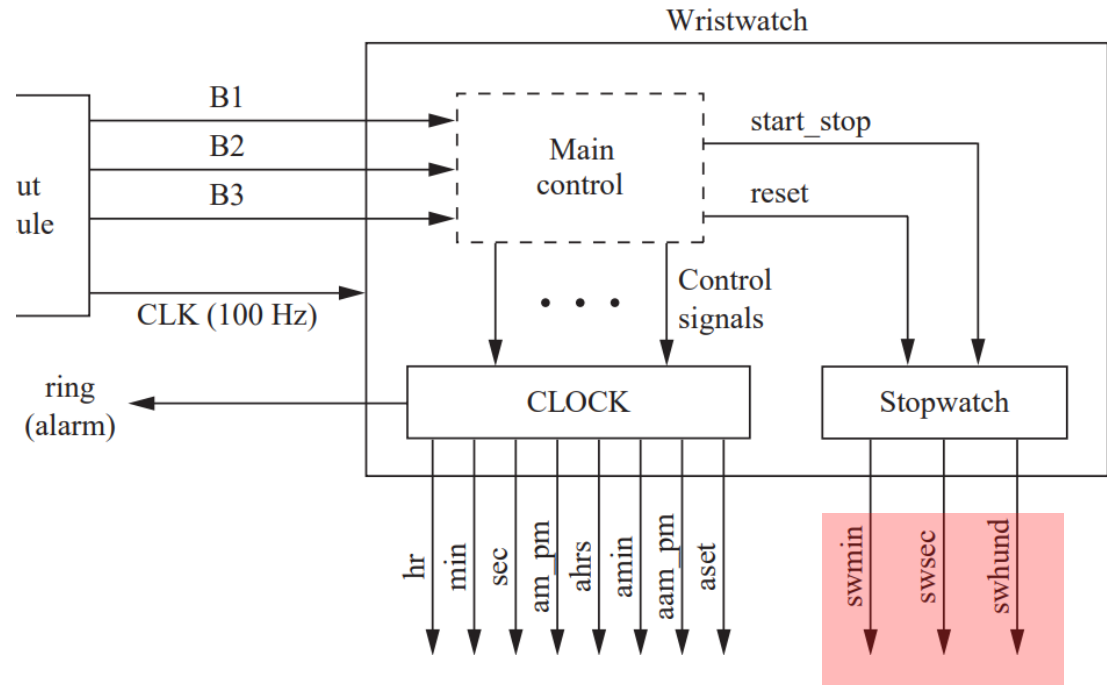 Wristwatch
B1
B2
B3
ut
ule
CLK (100 Hz)
Main
control
start_stop
reset
Control
signals
ring
(alarm)
CLOCK
Stopwatch
hr
min
sec
am_pm
ahrs
amin
aam_pm
aset
swmin
swsec
swhund